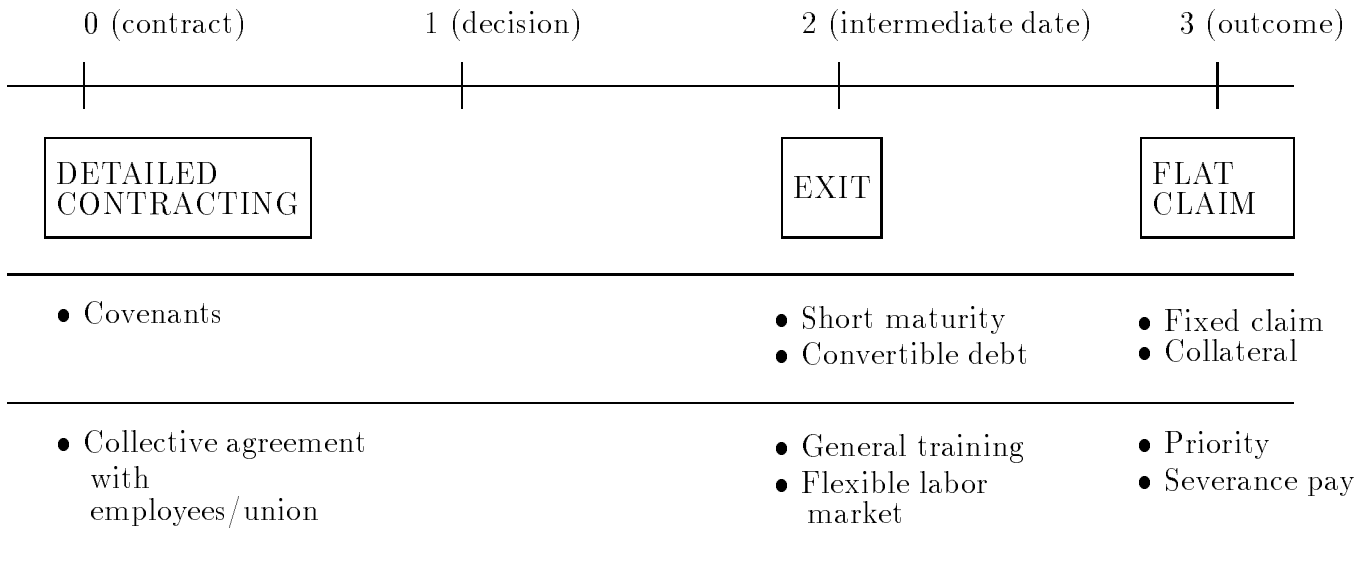 0 (contract) 1 (decision) 2 (intermediate date) 3 (outcome)
DETAILED
CONTRACTING
EXIT
FLAT
CLAIM
• Covenants
• Short maturity
• Convertible debt
• Fixed claim
• Collateral
• Collective agreement
with
employees/union
• General training
• Flexible labor
market
• Priority
• Severance pay